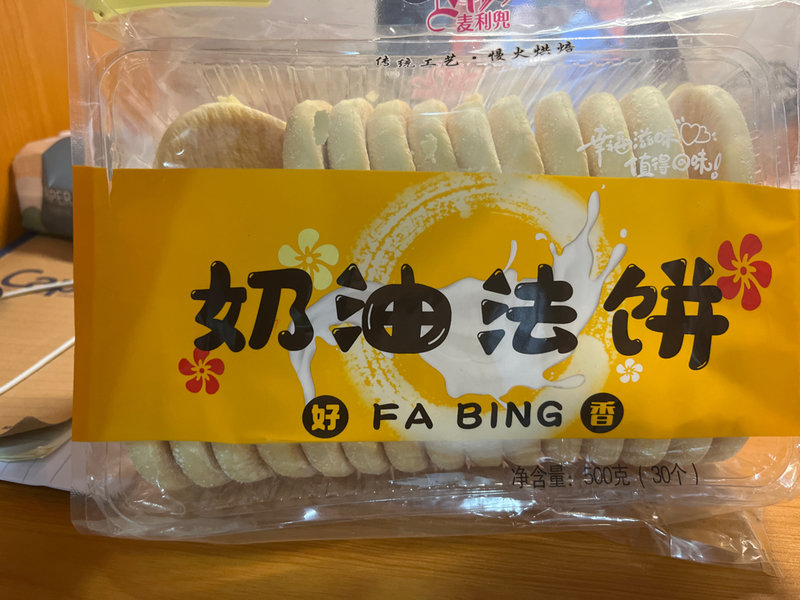 麦利兜
传统工艺·慢火烘焙
幸福滋味
值得回味!
奶油法饼
好 FA BING 香
净含量: 500克(30个)